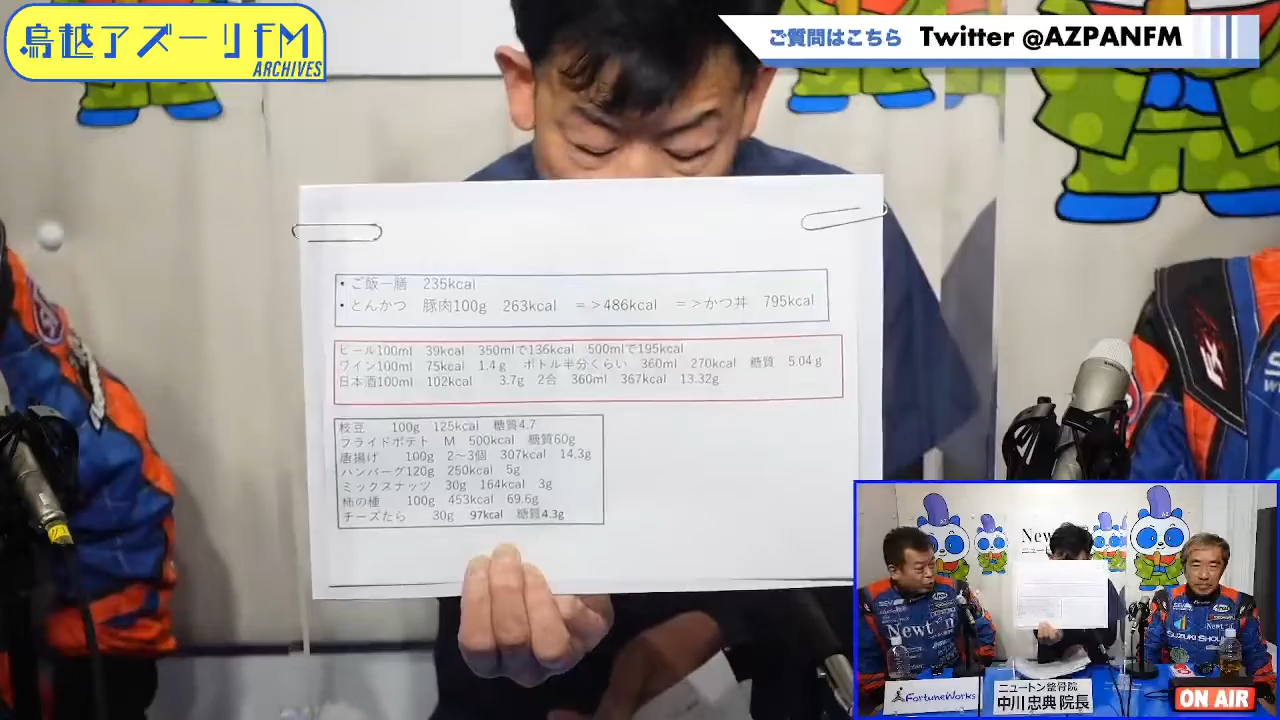 鳥越アズーリFM
ARCHIVES
ご質問はこちら Twitter @AZPANFM
・ご飯一膳 235kcal
・とんかつ 豚肉100g 263kcal =>486kcal =>かつ丼 795kcal
ビール100ml 39kcal 350mlで136kcal 500mlで195kcal
ワイン100ml 75kcal 1.4g ボトル半分くらい 360ml 270kcal 糖質 5.04g
日本酒100ml 102kcal 3.7g 2合 360ml 367kcal 13.32g
枝豆 100g 125kcal 糖質4.7
フライドポテト M 500kcal 糖質60g
唐揚げ 100g 2～3個 307kcal 14.3g
ハンバーグ120g 250kcal 5g
ミックスナッツ 30g 164kcal 3g
柿の種 100g 453kcal 69.6g
チーズたら 30g 97kcal 糖質4.3g
FortuneWorks
ニュートン整骨院
中川 忠典 院長
ON AIR